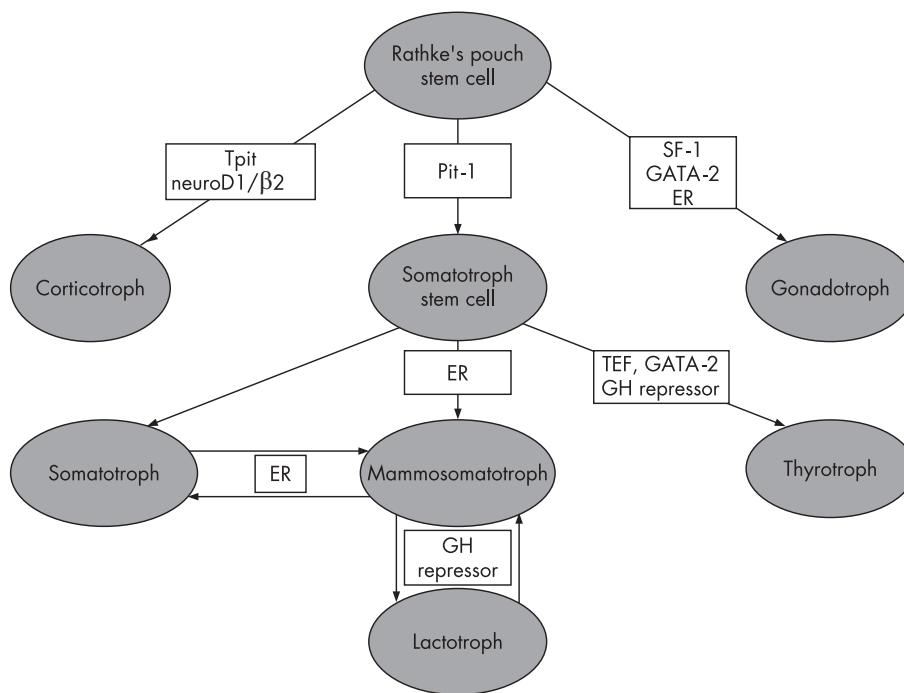 Rathke's pouch
stem cell
Tpit
neuroD1/β2
Pit-1
SF-1
GATA-2
ER
Corticotroph
Somatotroph
stem cell
Gonadotroph
ER
TEF, GATA-2
GH repressor
Somatotroph
ER
Mammosomatotroph
Thyrotroph
GH
repressor
Lactotroph